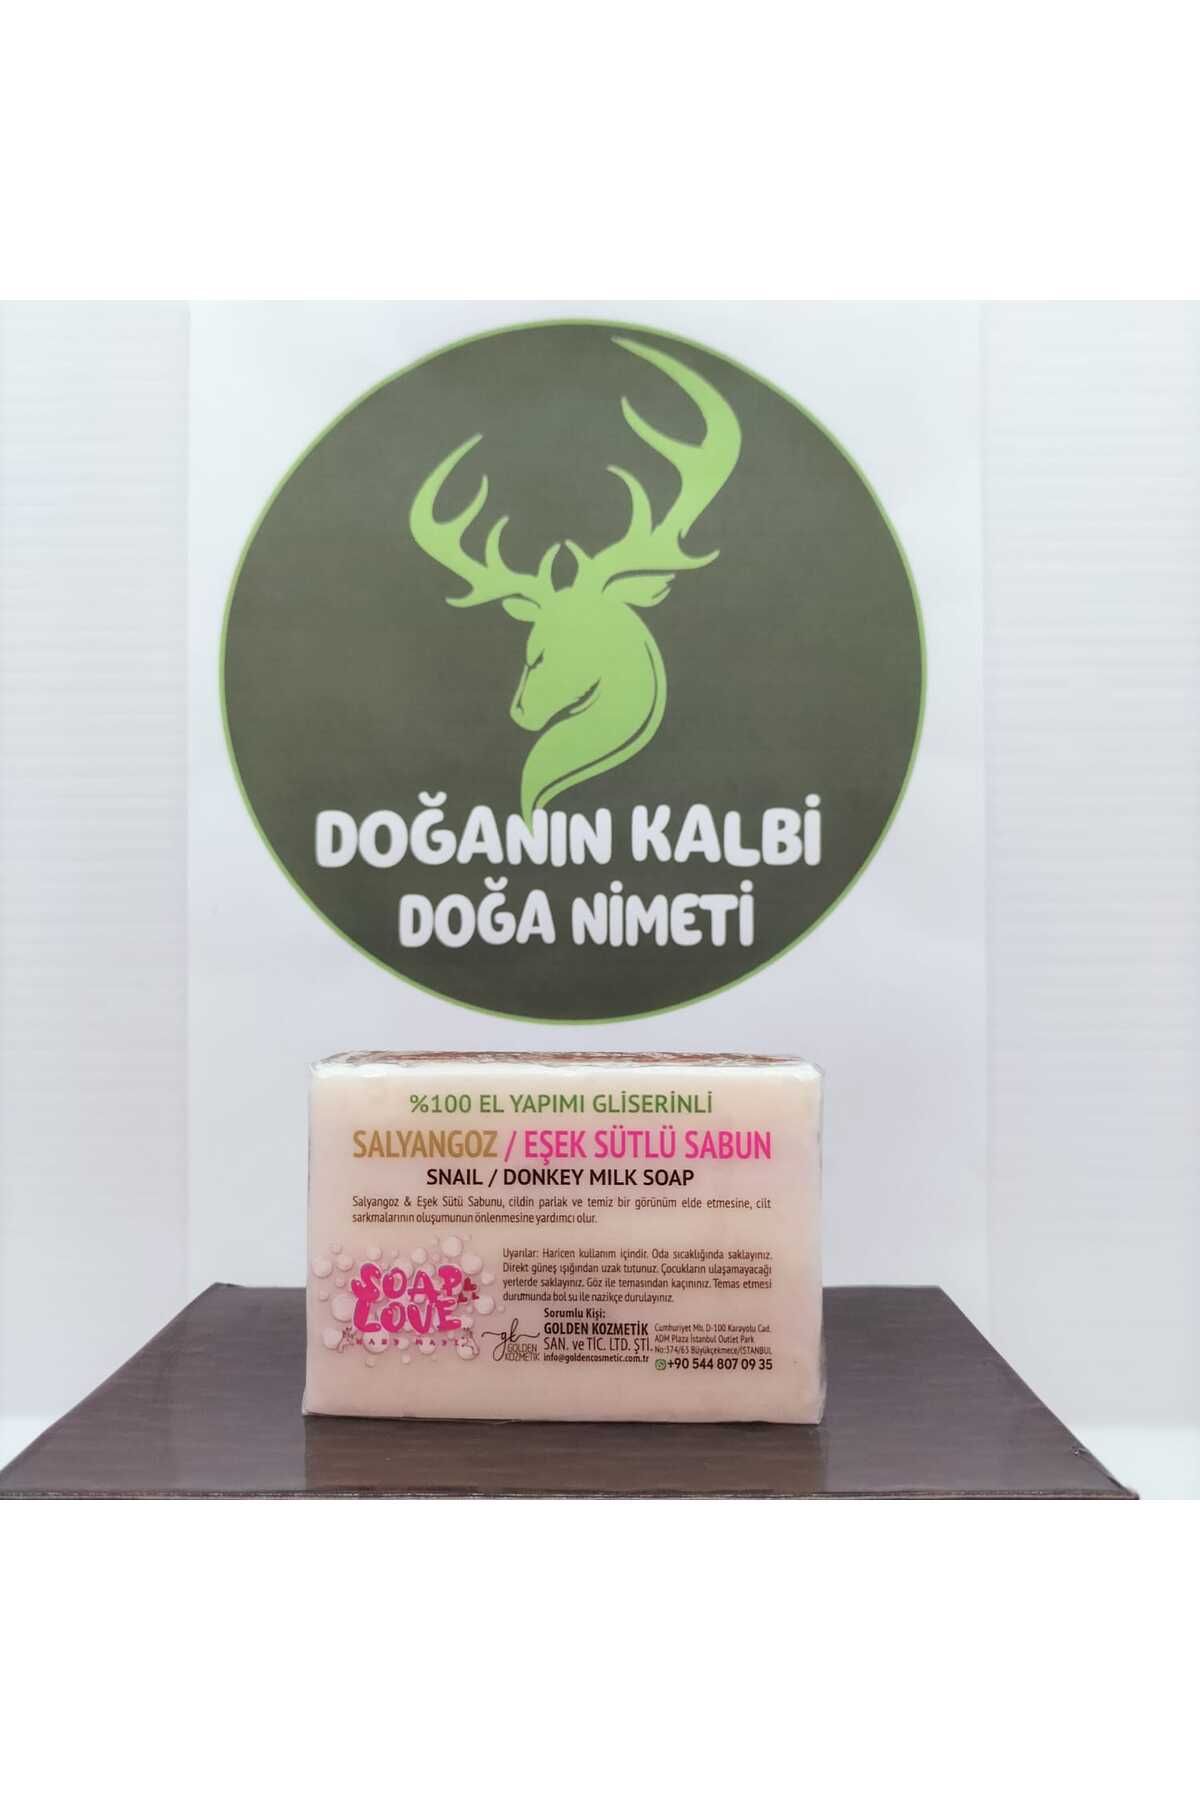 DOĞANIN KALBİ
DOĞA NİMETİ
%100 EL YAPIMI GLİSERİNLİ
SALYANGOZ / EŞEK SÜTLÜ SABUN
SNAIL / DONKEY MILK SOAP
Salyangoz & Eşek Sütü Sabunu, cildin parlak ve temiz bir görünüm elde etmesine, cilt
sarkmalarının oluşumunun önlenmesine yardımcı olur.
Uyarılar: Haricen kullanım içindir. Oda sıcaklığında saklayınız.
Direkt güneş ışığından uzak tutunuz. Çocukların ulaşamayacağı
yerlerde saklayınız. Göz ile temasından kaçınınız. Temas etmesi
durumunda bol su ile nazikçe durulayınız.
SOAP
LOVE
HAND MADE
gk
GOLDEN
KOZMETİK
Sorumlu Kişi:
GOLDEN KOZMETİK
SAN. ve TİC. LTD. ŞTİ.
info@goldencosmetic.com.tr
Cumhuriyet Mh. D-100 Karayolu Cad.
ADM Plaza İstanbul Outlet Park
No:374/63 Büyükçekmece/İSTANBUL
+90 544 807 09 35